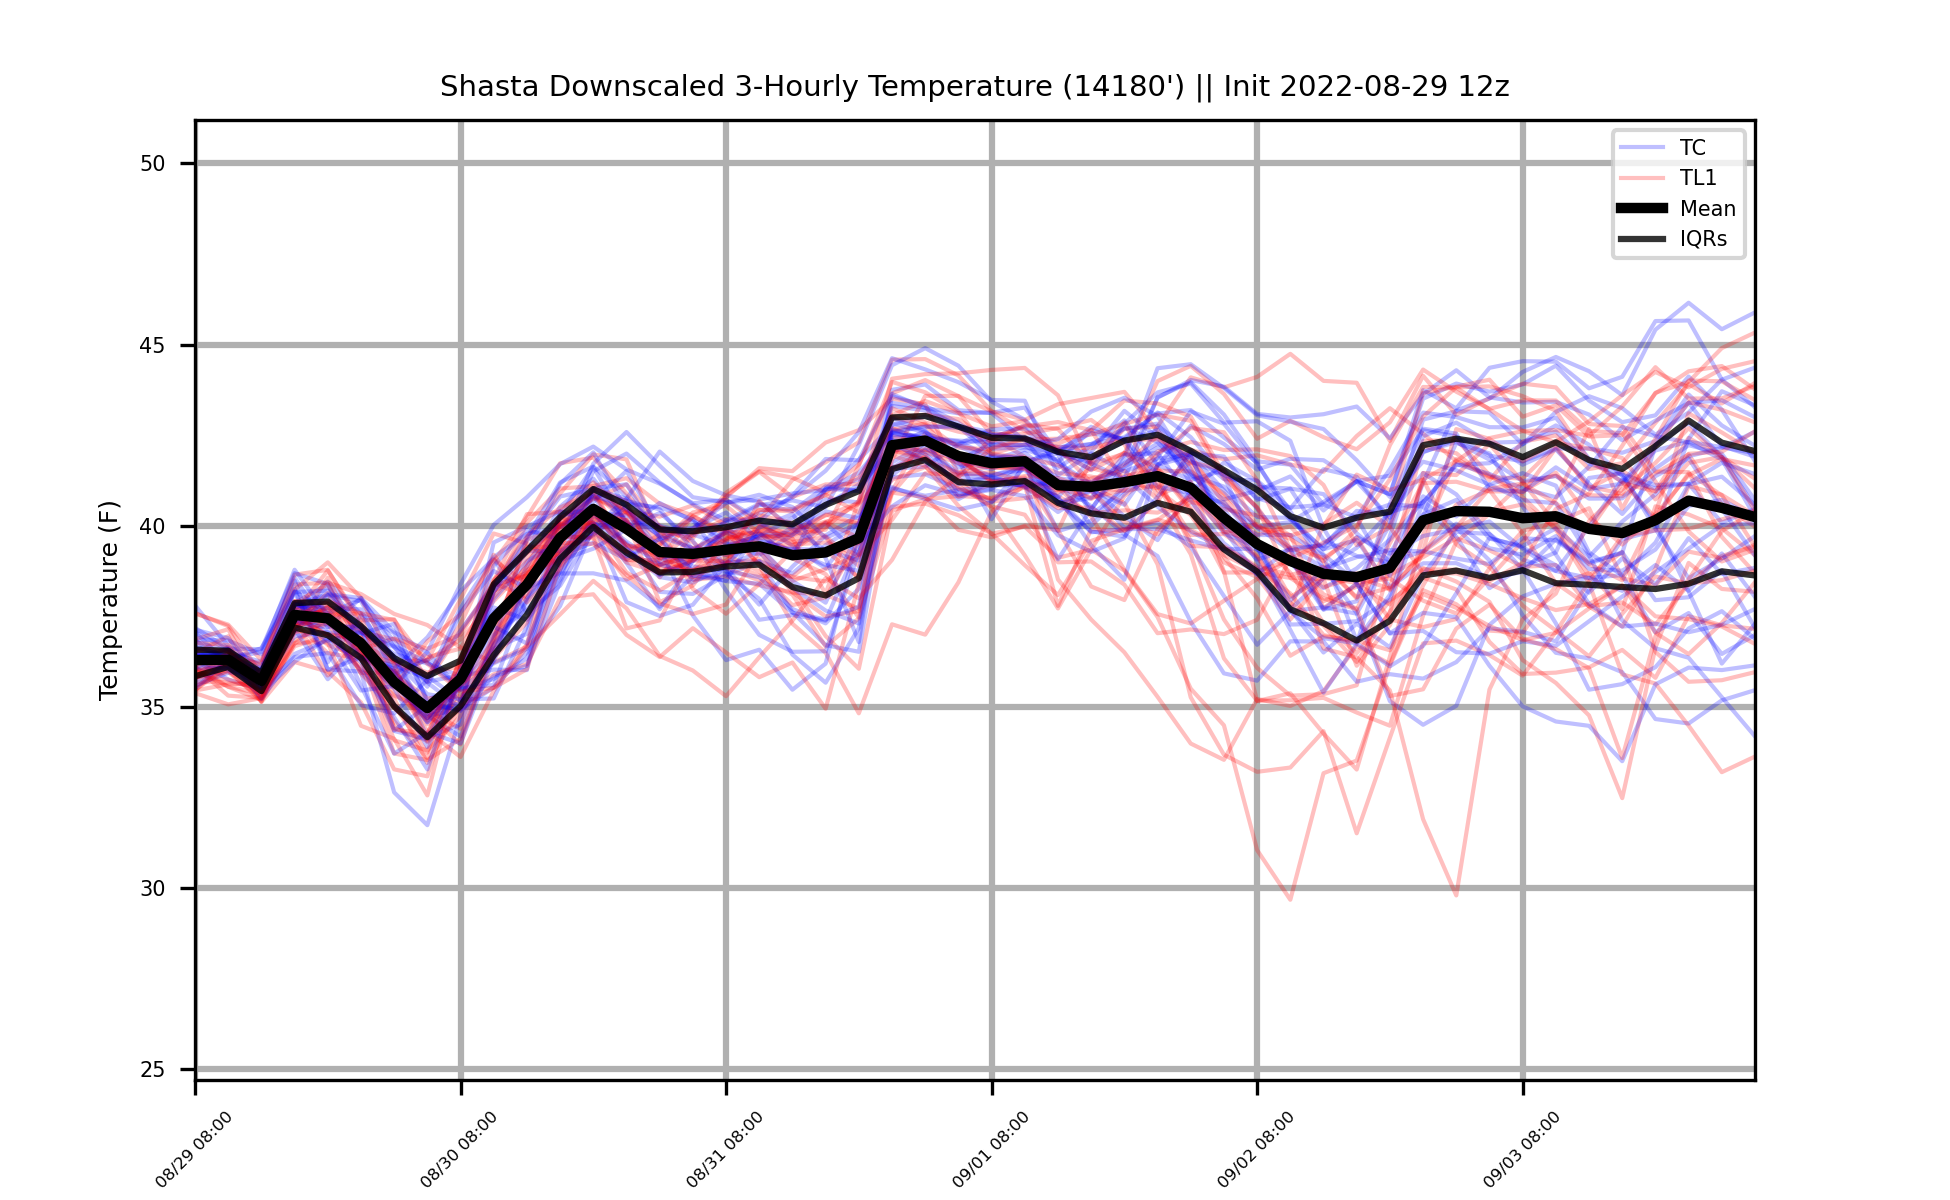 Shasta Downscaled 3-Hourly Temperature (14180') || Init 2022-08-29 12z
TC
TL1
Mean
IQRs
Temperature (F)
50
45
40
35
30
25
08/29 08:00
08/30 08:00
08/31 08:00
09/01 08:00
09/02 08:00
09/03 08:00